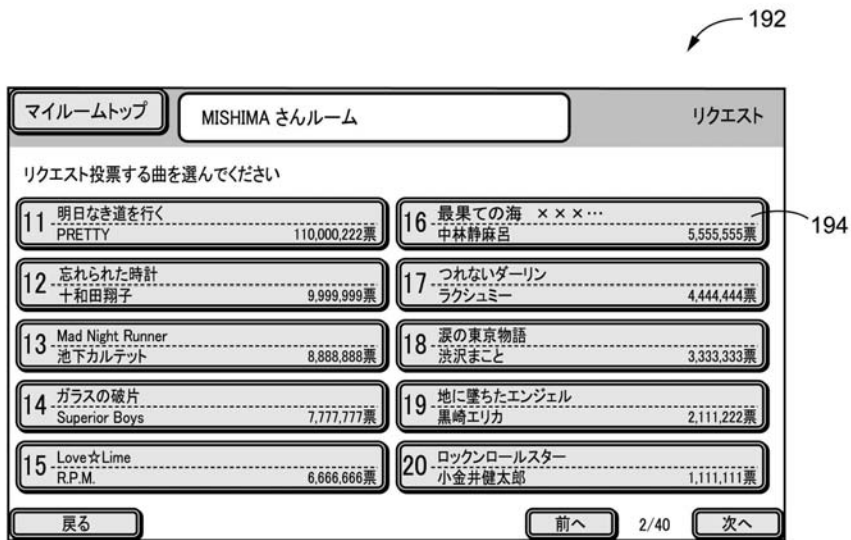 192
マイルームトップ
MISHIMA さんルーム
リクエスト
リクエスト投票する曲を選んでください
11 明日なき道を行く
PRETTY 110,000,222票
12 忘れられた時計
十和田翔子 9,999,999票
13 Mad Night Runner
池下カルテット 8,888,888票
14 ガラスの破片
Superior Boys 7,777,777票
15 Love☆Lime
R.P.M. 6,666,666票
16 最果ての海 ×××…
中林静麻呂 5,555,555票
194
17 つれないダーリン
ラクシュミー 4,444,444票
18 涙の東京物語
渋沢まこと 3,333,333票
19 地に墜ちたエンジェル
黒崎エリカ 2,111,222票
20 ロックンロールスター
小金井健太郎 1,111,111票
戻る
前へ
2/40
次へ